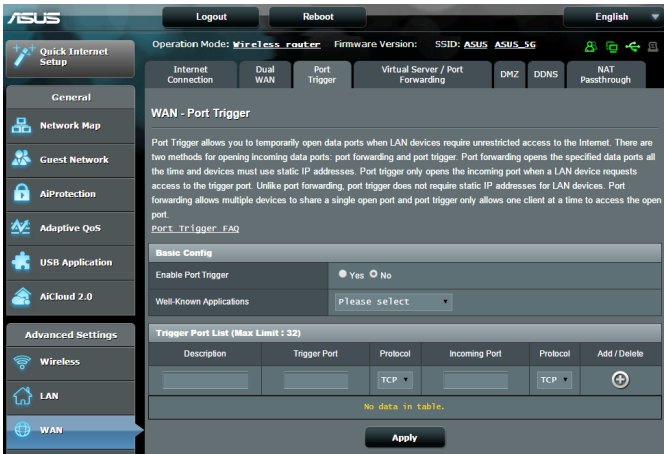 ASUS
Logout
Reboot
English
Quick Internet
Setup
Operation Mode: Wireless router Firmware Version: SSID: ASUS ASUS_5G
Internet
Connection
Dual
WAN
Port
Trigger
Virtual Server / Port
Forwarding
DMZ
DDNS
NAT
Passthrough
General
Network Map
Guest Network
AiProtection
Adaptive QoS
USB Application
AiCloud 2.0
Advanced Settings
Wireless
LAN
WAN
WAN - Port Trigger
Port Trigger allows you to temporarily open data ports when LAN devices require unrestricted access to the Internet. There are
two methods for opening incoming data ports: port forwarding and port trigger. Port forwarding opens the specified data ports all
the time and devices must use static IP addresses. Port trigger only opens the incoming port when a LAN device requests
access to the trigger port. Unlike port forwarding, port trigger does not require static IP addresses for LAN devices. Port
forwarding allows multiple devices to share a single open port and port trigger only allows one client at a time to access the open
port.
Port Trigger FAQ
Basic Config
Enable Port Trigger Yes No
Well-Known Applications Please select
Trigger Port List (Max Limit : 32)
Description Trigger Port Protocol Incoming Port Protocol Add / Delete
TCP TCP
No data in table.
Apply